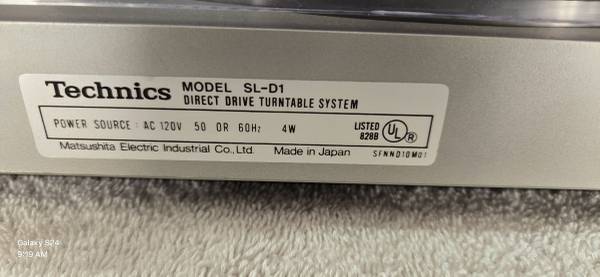 Technics MODEL SL-D1
DIRECT DRIVE TURNTABLE SYSTEM
POWER SOURCE : AC 120V 50 OR 60Hz 4W
LISTED
828B
UL ®
Matsushita Electric Industrial Co., Ltd. Made in Japan SFNND10M01
Galaxy S24
9:19 AM